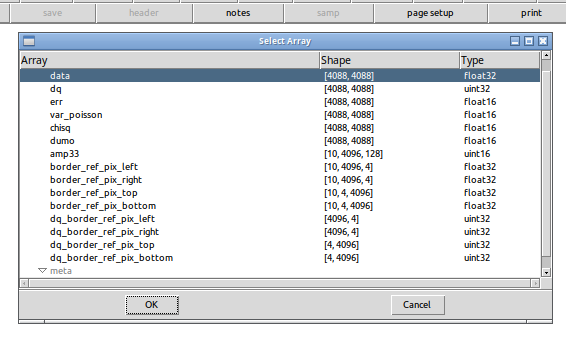 save header notes samp page setup print
Select Array
Array Shape Type
data [4088, 4088] float32
dq [4088, 4088] uint32
err [4088, 4088] float16
var_poisson [4088, 4088] float16
chisq [4088, 4088] float16
dumo [4088, 4088] float16
amp33 [10, 4096, 128] uint16
border_ref_pix_left [10, 4096, 4] float32
border_ref_pix_right [10, 4096, 4] float32
border_ref_pix_top [10, 4, 4096] float32
border_ref_pix_bottom [10, 4, 4096] float32
dq_border_ref_pix_left [4096, 4] uint32
dq_border_ref_pix_right [4096, 4] uint32
dq_border_ref_pix_top [4, 4096] uint32
dq_border_ref_pix_bottom [4, 4096] uint32
meta
OK Cancel